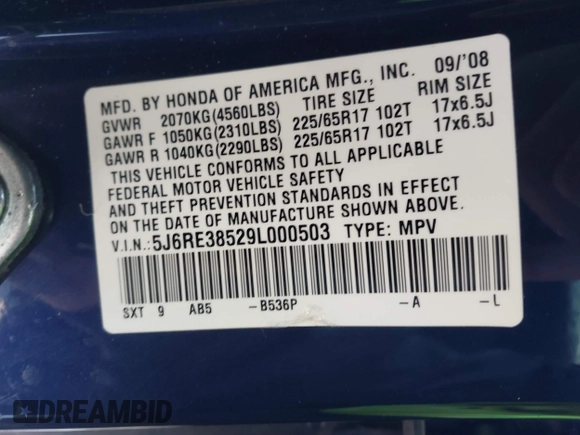 MFD. BY HONDA OF AMERICA MFG., INC. 09/'08
GVWR 2070KG(4560LBS) TIRE SIZE RIM SIZE
GAWR F 1050KG(2310LBS) 225/65R17 102T 17x6.5J
GAWR R 1040KG(2290LBS) 225/65R17 102T 17x6.5J
THIS VEHICLE CONFORMS TO ALL APPLICABLE
FEDERAL MOTOR VEHICLE SAFETY
AND THEFT PREVENTION STANDARDS IN EFFECT
ON THE DATE OF MANUFACTURE SHOWN ABOVE.
V.I.N.:5J6RE38529L000503 TYPE: MPV
SXT 9 AB5 -B536P -A -L
DREAMBID